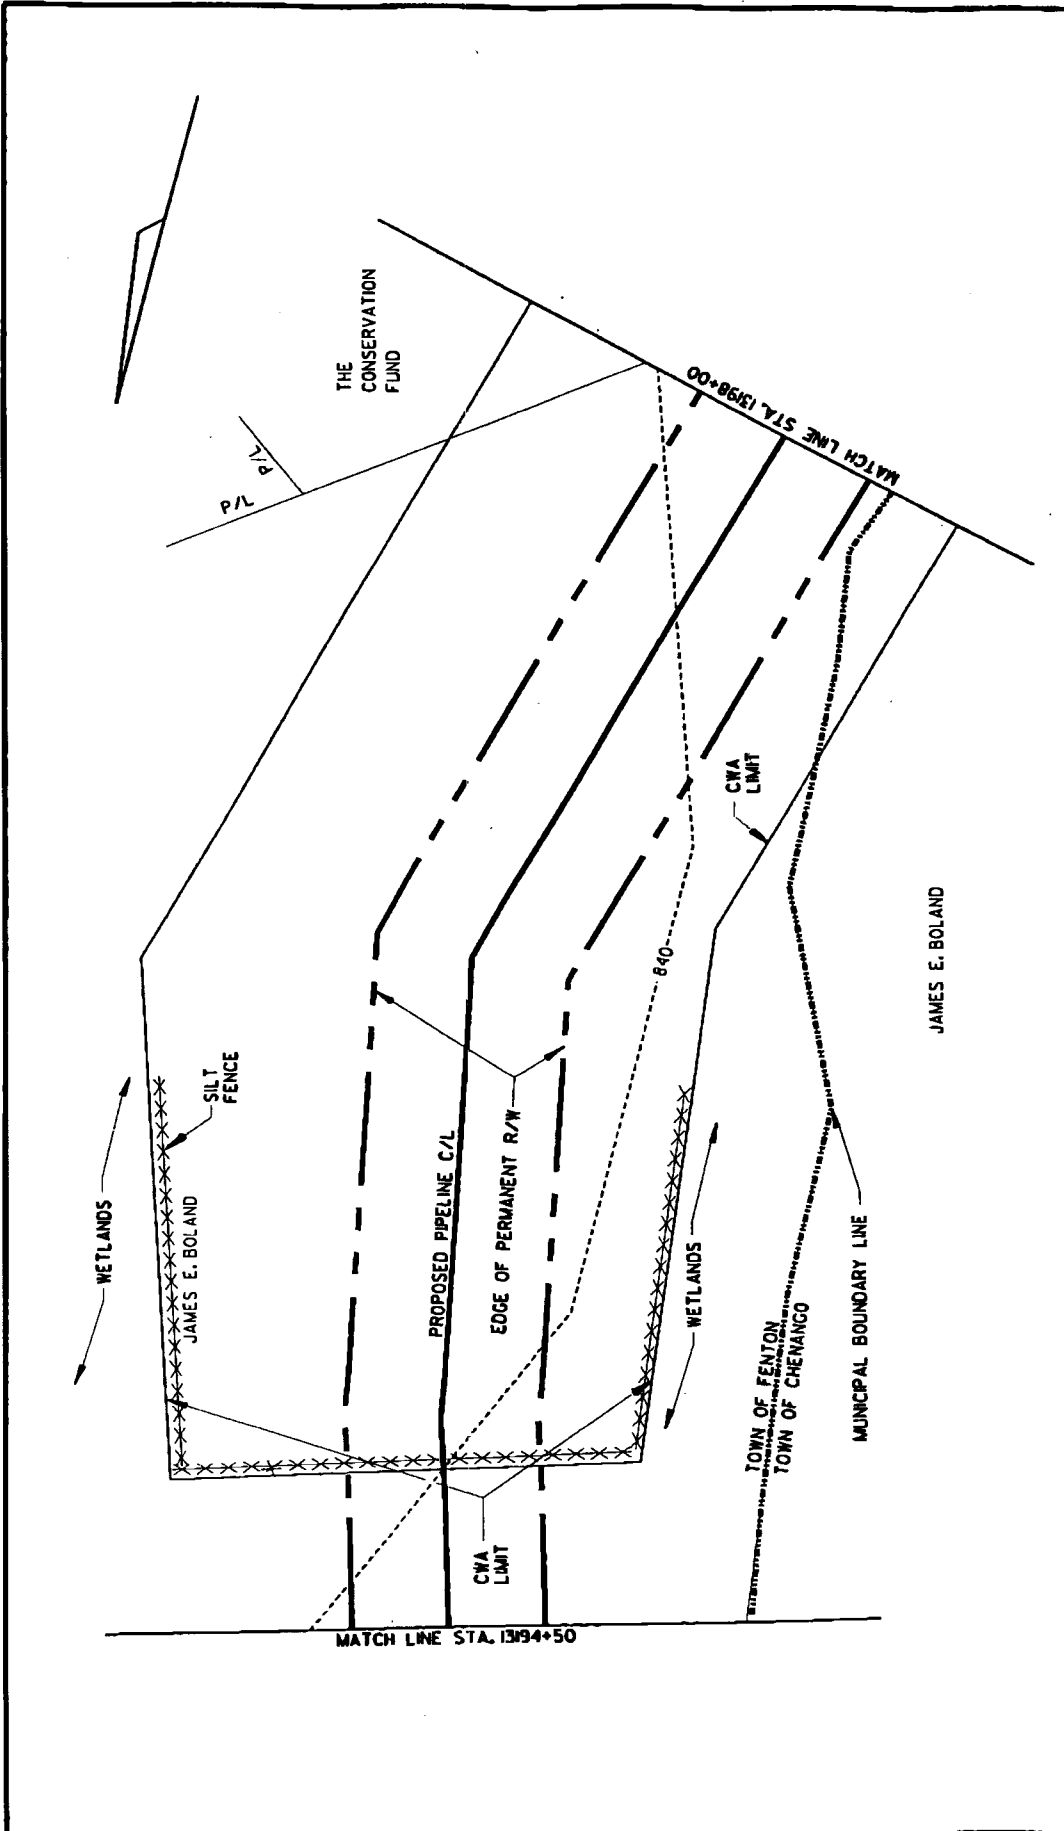 THE
CONSERVATION
FUND
P/L
P/L
MATCH LINE STA. 13198+00
CWA
LIMIT
840
JAMES E. BOLAND
SILT
FENCE
WETLANDS
JAMES E. BOLAND
PROPOSED PIPELINE C/L
EDGE OF PERMANENT R/W
WETLANDS
TOWN OF FENTON
TOWN OF CHENANGO
MUNICIPAL BOUNDARY LINE
CWA
LIMIT
MATCH LINE STA. 13194+50